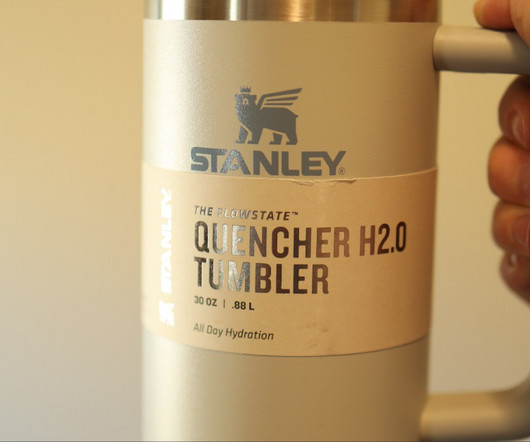 STANLEY®
STANLEY
THE FLOWSTATE™
QUENCHER H2.0
TUMBLER
30 OZ | .88 L
All Day Hydration